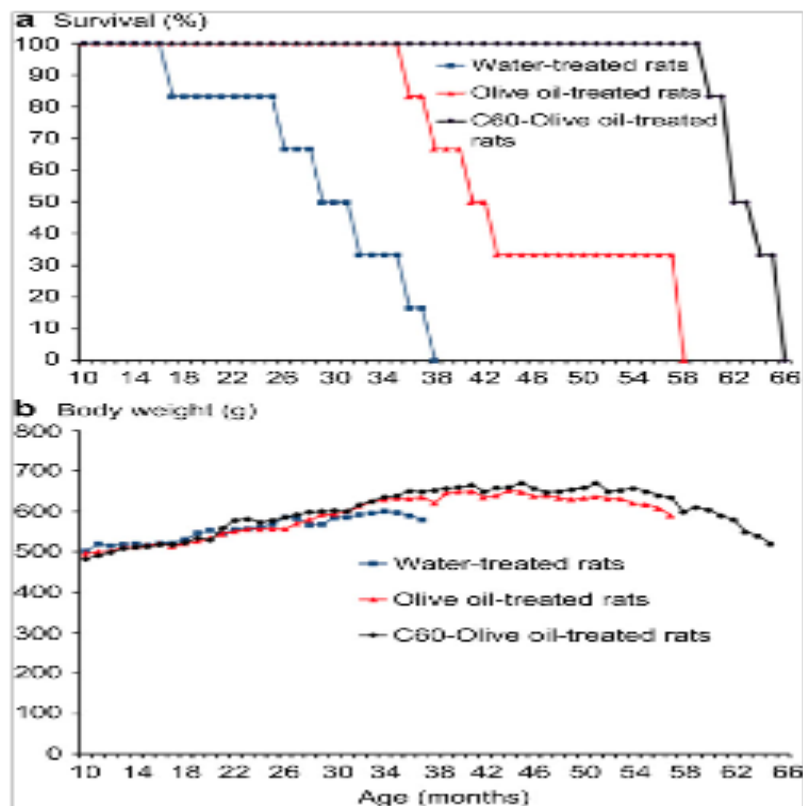 a Survival (%)
100
90
80
70
60
50
40
30
20
10
0
Water-treated rats
Olive oil-treated rats
C60-Olive oil-treated
rats
10 14 18 22 26 30 34 38 42 46 50 54 58 62 66
b Body weight (g)
800
700
600
500
400
300
200
100
0
Water-treated rats
Olive oil-treated rats
C60-Olive oil-treated rats
10 14 18 22 26 30 34 38 42 46 50 54 58 62 66
Age (months)